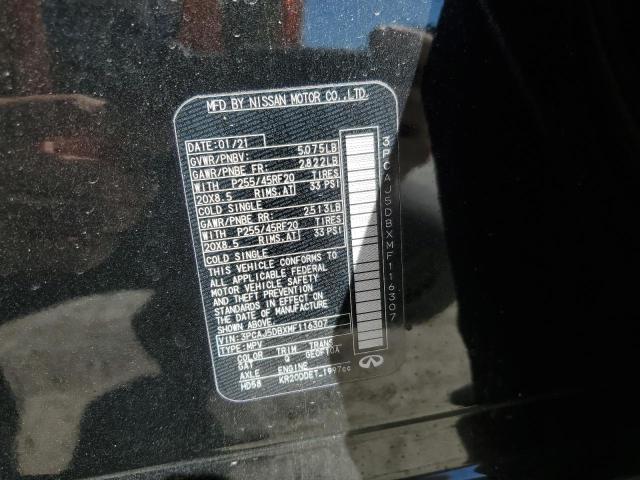 MFD BY NISSAN MOTOR CO.,LTD.
DATE: 01/21
GVWR/PNBV: 5075LB
GAWR/PNBE FR: 2822LB
WITH P255/45RF20 TIRES
20X8.5 RIMS,AT 33 PSI
COLD SINGLE
GAWR/PNBE RR: 2513LB
WITH P255/45RF20 TIRES
20X8.5 RIMS,AT 33 PSI
COLD SINGLE
THIS VEHICLE CONFORMS TO
ALL APPLICABLE FEDERAL
MOTOR VEHICLE SAFETY
AND THEFT PREVENTION
STANDARDS IN EFFECT ON
THE DATE OF MANUFACTURE
SHOWN ABOVE.
VIN: 3PCAJ5DBXMF116307
TYPE: MPV
COLOR TRIM TRANS
GAT G
AXLE ENGINE
HD58 KR20DDET 1997cc
3PCAJ5DBXMF116307